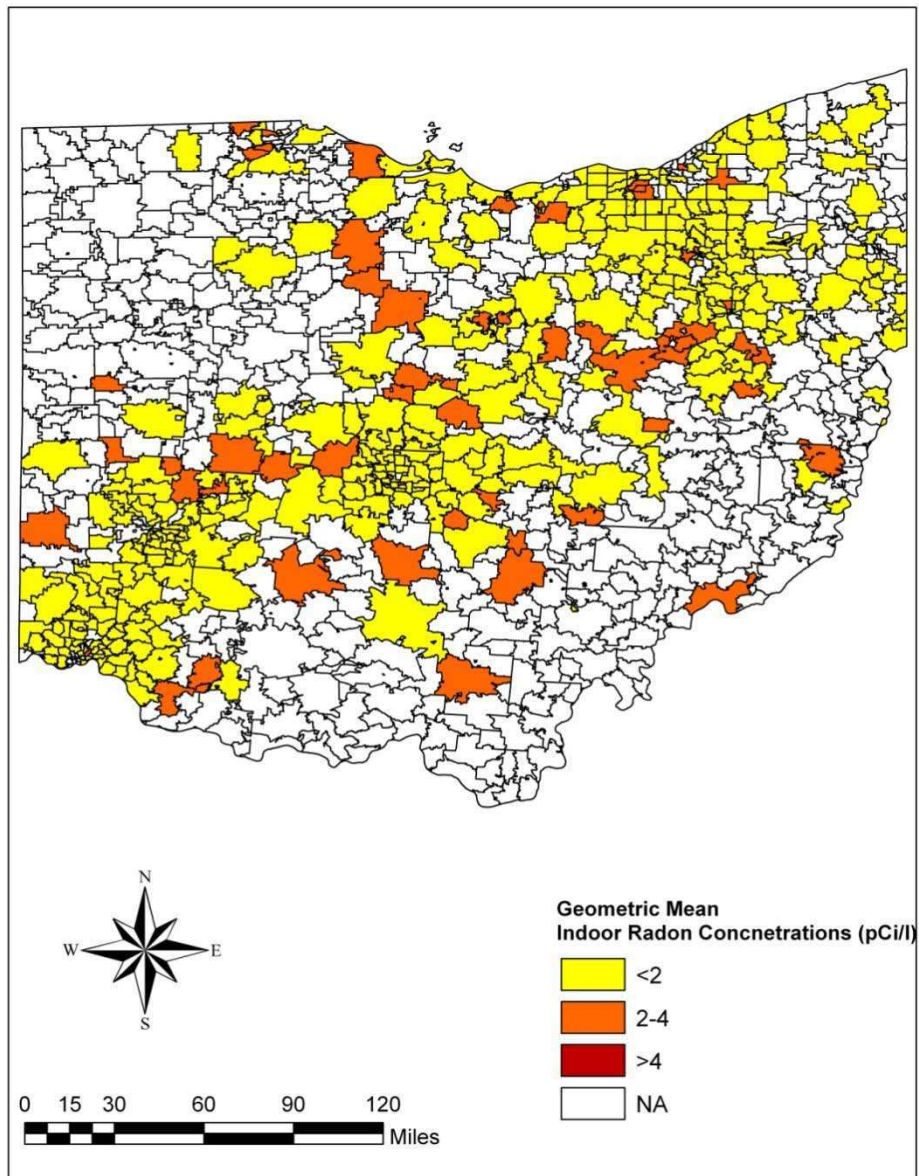 N
W E
S
Geometric Mean
Indoor Radon Concnetrations (pCi/l)
<2
2-4
>4
NA
0 15 30 60 90 120
Miles